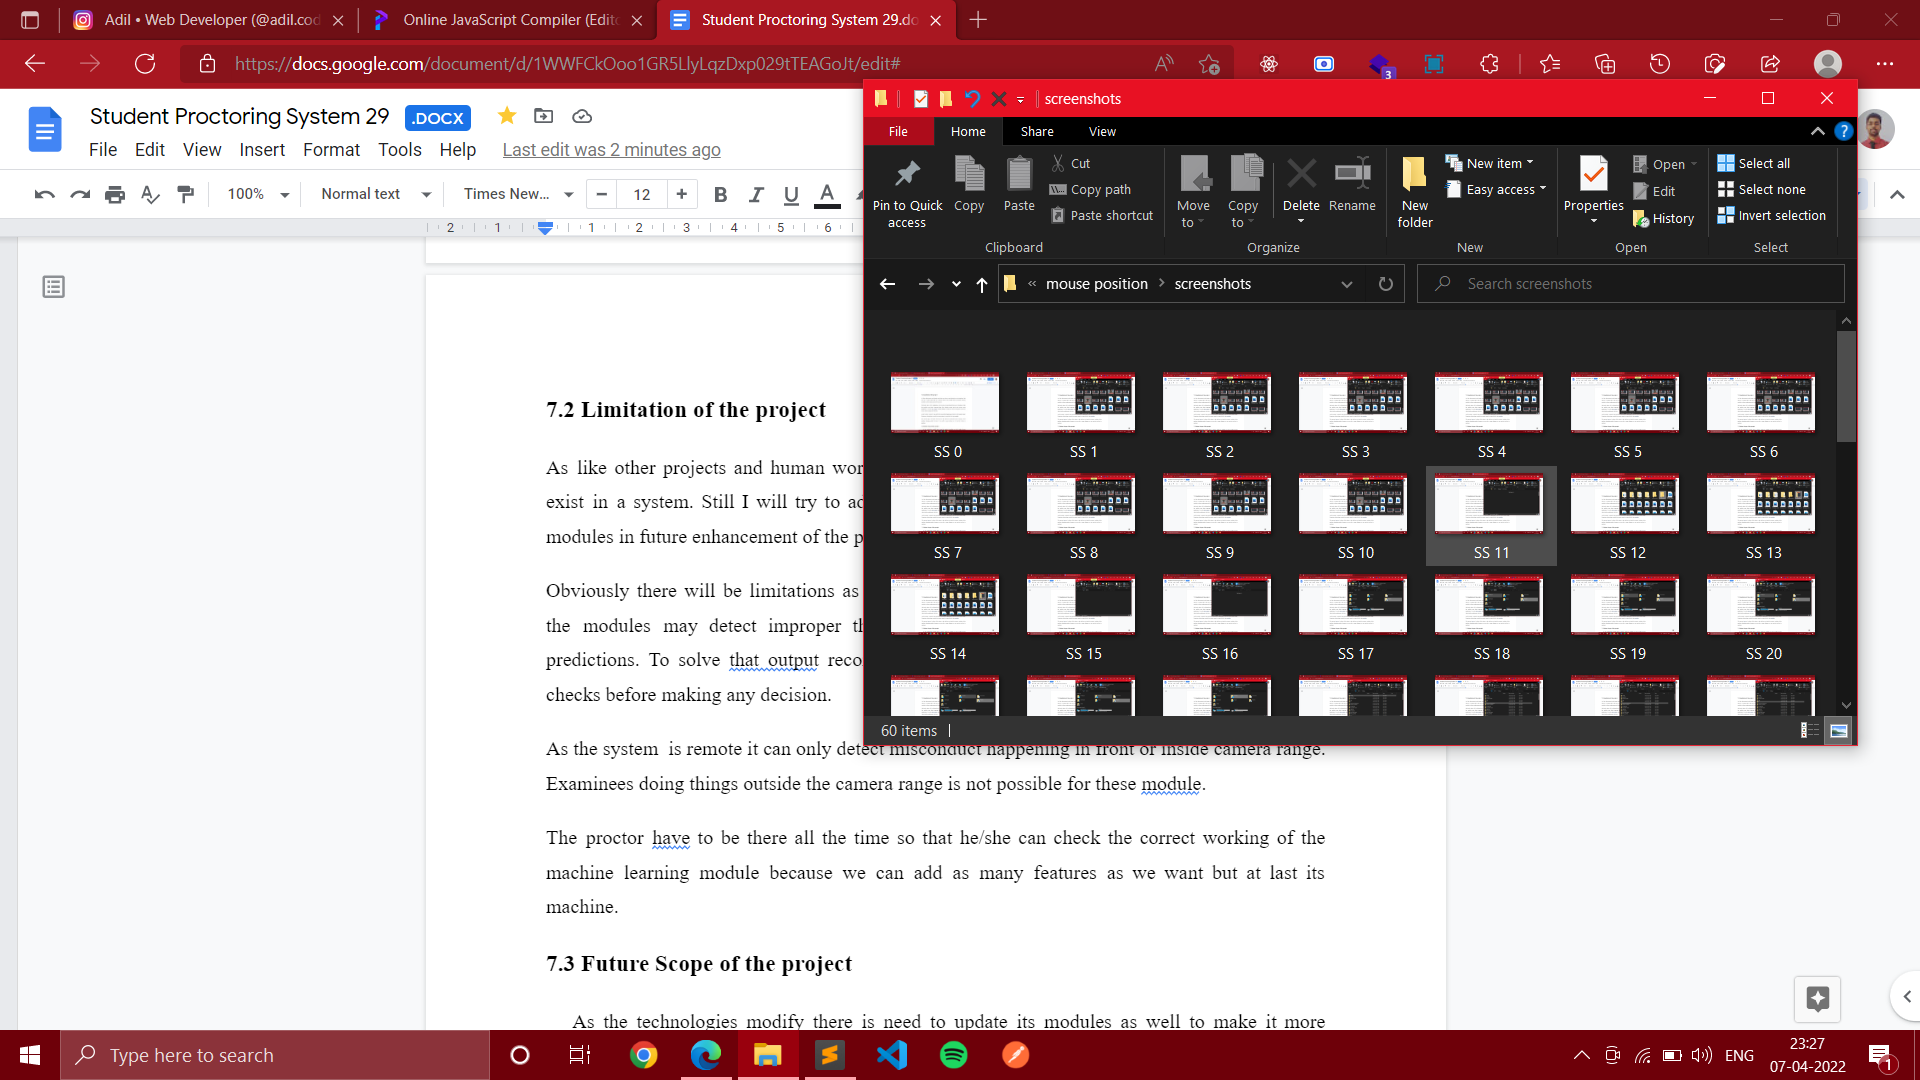 Adil • Web Developer (@adil.cod
Online JavaScript Compiler (Edito
Student Proctoring System 29.do
https://docs.google.com/document/d/1WWFCkOoo1GR5LlyLqzDxp029tTEAGoJt/edit#
3
Student Proctoring System 29 .DOCX
File Edit View Insert Format Tools Help Last edit was 2 minutes ago
100% Normal text Times New... 12 B I U A
2 1 1 2 3 4 5 6
7.2 Limitation of the project
As like other projects and human wor
exist in a system. Still I will try to ad
modules in future enhancement of the p
Obviously there will be limitations as
the modules may detect improper th
predictions. To solve that output reco
checks before making any decision.
As the system is remote it can only detect misconduct happening in front or inside camera range.
Examinees doing things outside the camera range is not possible for these module.
The proctor have to be there all the time so that he/she can check the correct working of the
machine learning module because we can add as many features as we want but at last its
machine.
7.3 Future Scope of the project
As the technologies modify there is need to update its modules as well to make it more
screenshots
File Home Share View
Pin to Quick access
Copy
Paste
Cut
Copy path
Paste shortcut
Clipboard
Move to
Copy to
Delete
Rename
Organize
New folder
New item
Easy access
New
Properties
Open
Edit
History
Open
Select all
Select none
Invert selection
Select
« mouse position > screenshots
Search screenshots
SS 0 SS 1 SS 2 SS 3 SS 4 SS 5 SS 6
SS 7 SS 8 SS 9 SS 10 SS 11 SS 12 SS 13
SS 14 SS 15 SS 16 SS 17 SS 18 SS 19 SS 20
60 items
Type here to search
ENG
23:27
07-04-2022
1